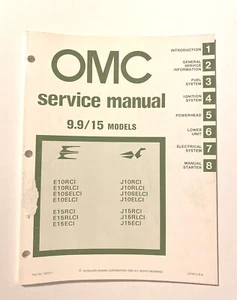 OMC
service manual
9.9/15 MODELS
E10RCI J10RCI
E10RLCI J10RLCI
E10SELCI J10SELCI
E10ELCI J10ELCI
E15RCI J15RCI
E15RLCI J15RLCI
E15ECI J15ECI
INTRODUCTION 1
GENERAL
SERVICE
INFORMATION 2
FUEL
SYSTEM 3
IGNITION
SYSTEM 4
POWERHEAD 5
LOWER
UNIT 6
ELECTRICAL
SYSTEM 7
MANUAL
STARTER 8